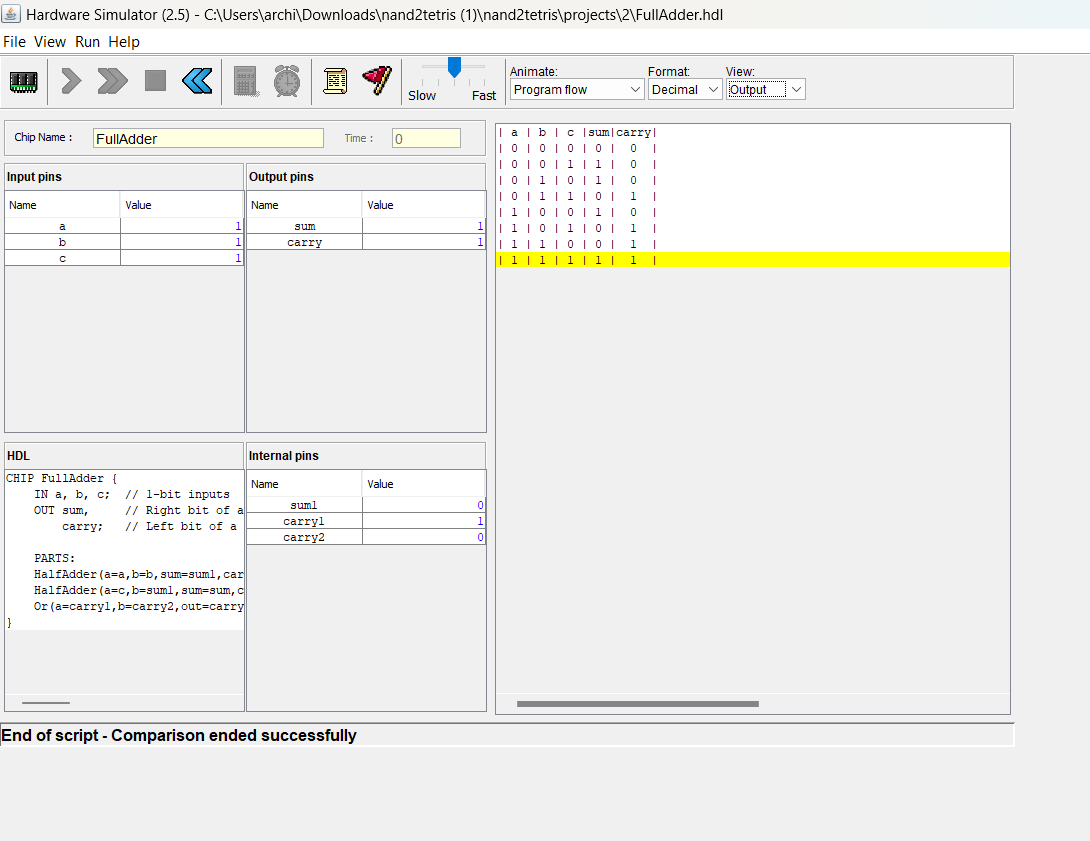 Hardware Simulator (2.5) - C:\Users\archi\Downloads\nand2tetris (1)\nand2tetris\projects\2\FullAdder.hdl
File View Run Help
Slow Fast
Animate: Format: View:
Program flow Decimal Output
Chip Name : FullAdder Time : 0
Input pins
Name Value
a 1
b 1
c 1
Output pins
Name Value
sum 1
carry 1
HDL
CHIP FullAdder {
    IN a, b, c;  // 1-bit inputs
    OUT sum,     // Right bit of a
        carry;   // Left bit of a

    PARTS:
    HalfAdder(a=a,b=b,sum=sum1,car
    HalfAdder(a=c,b=sum1,sum=sum,c
    Or(a=carry1,b=carry2,out=carry
}
Internal pins
Name Value
sum1 0
carry1 1
carry2 0
| a | b | c |sum|carry|
| 0 | 0 | 0 | 0 |  0  |
| 0 | 0 | 1 | 1 |  0  |
| 0 | 1 | 0 | 1 |  0  |
| 0 | 1 | 1 | 0 |  1  |
| 1 | 0 | 0 | 1 |  0  |
| 1 | 0 | 1 | 0 |  1  |
| 1 | 1 | 0 | 0 |  1  |
| 1 | 1 | 1 | 1 |  1  |
End of script - Comparison ended successfully